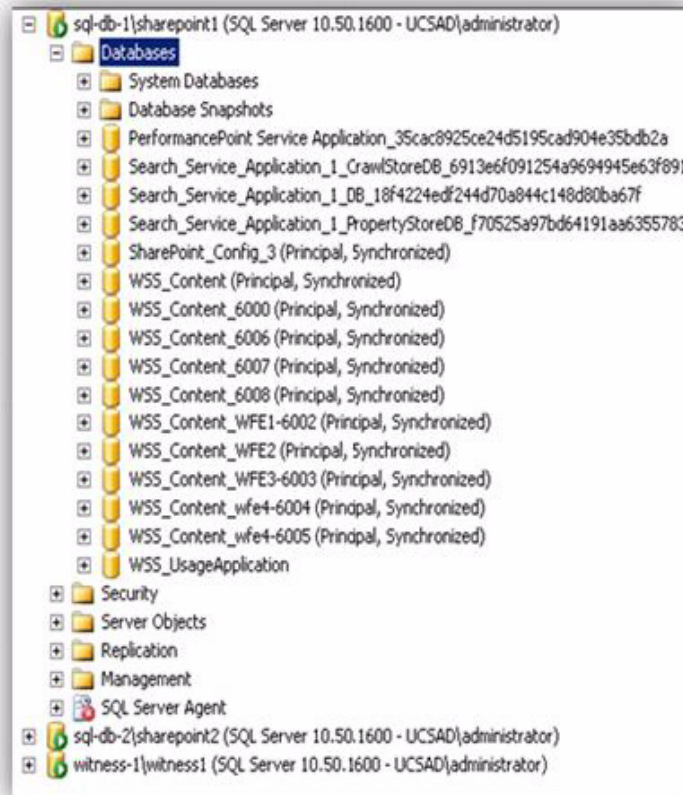 sql-db-1\sharepoint1 (SQL Server 10.50.1600 - UCSAD\administrator)
Databases
System Databases
Database Snapshots
PerformancePoint Service Application_35cac8925ce24d5195cad904e35bdb2a
Search_Service_Application_1_CrawlStoreDB_6913e6f091254a9694945e63f891
Search_Service_Application_1_DB_18f4224edf244d70a844c148d80ba67f
Search_Service_Application_1_PropertyStoreDB_f70525a97bd64191aa6355783
SharePoint_Config_3 (Principal, Synchronized)
WSS_Content (Principal, Synchronized)
WSS_Content_6000 (Principal, Synchronized)
WSS_Content_6006 (Principal, Synchronized)
WSS_Content_6007 (Principal, Synchronized)
WSS_Content_6008 (Principal, Synchronized)
WSS_Content_WFE1-6002 (Principal, Synchronized)
WSS_Content_WFE2 (Principal, Synchronized)
WSS_Content_WFE3-6003 (Principal, Synchronized)
WSS_Content_wfe4-6004 (Principal, Synchronized)
WSS_Content_wfe4-6005 (Principal, Synchronized)
WSS_UsageApplication
Security
Server Objects
Replication
Management
SQL Server Agent
sql-db-2\sharepoint2 (SQL Server 10.50.1600 - UCSAD\administrator)
witness-1\witness1 (SQL Server 10.50.1600 - UCSAD\administrator)